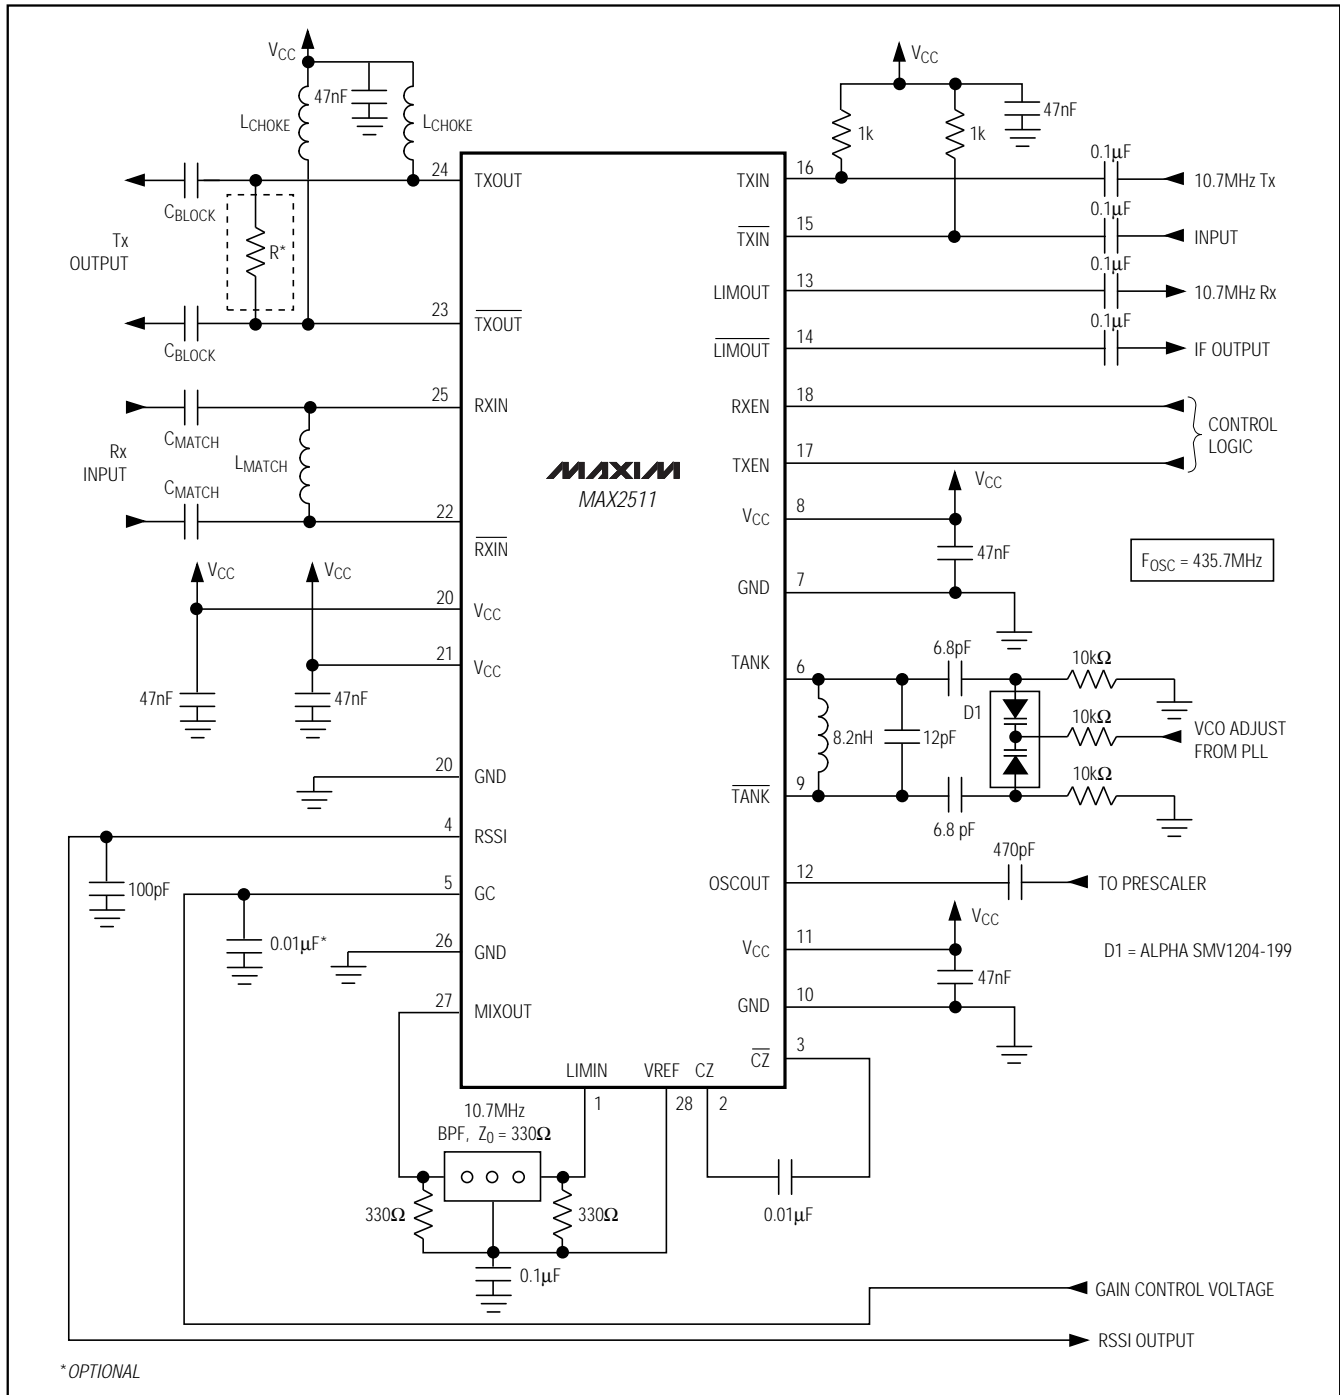 VCC
47nF
LCHOKE
LCHOKE
24
TXOUT
CBLOCK
Tx
OUTPUT
R*
23
TXOUT
CBLOCK
25
RXIN
CMATCH
Rx
INPUT
LMATCH
CMATCH
22
RXIN
VCC
VCC
20
VCC
21
VCC
47nF
47nF
20
GND
4
RSSI
100pF
5
GC
0.01μF*
26
GND
27
MIXOUT
MAXIM
MAX2511
VCC
47nF
1k
1k
16
TXIN
0.1μF
10.7MHz Tx
15
TXIN
0.1μF
INPUT
13
LIMOUT
0.1μF
10.7MHz Rx
14
LIMOUT
0.1μF
IF OUTPUT
18
RXEN
17
TXEN
CONTROL
LOGIC
VCC
8
VCC
47nF
7
GND
FOSC = 435.7MHz
TANK
6
6.8pF
10kΩ
D1
8.2nH
12pF
10kΩ
VCO ADJUST
FROM PLL
10kΩ
9
TANK
6.8 pF
470pF
12
OSCOUT
TO PRESCALER
VCC
11
VCC
47nF
D1 = ALPHA SMV1204-199
10
GND
3
CZ
LIMIN
VREF
CZ
1
28
2
10.7MHz
BPF, Z0 = 330Ω
330Ω
330Ω
0.1μF
0.01μF
GAIN CONTROL VOLTAGE
RSSI OUTPUT
*OPTIONAL